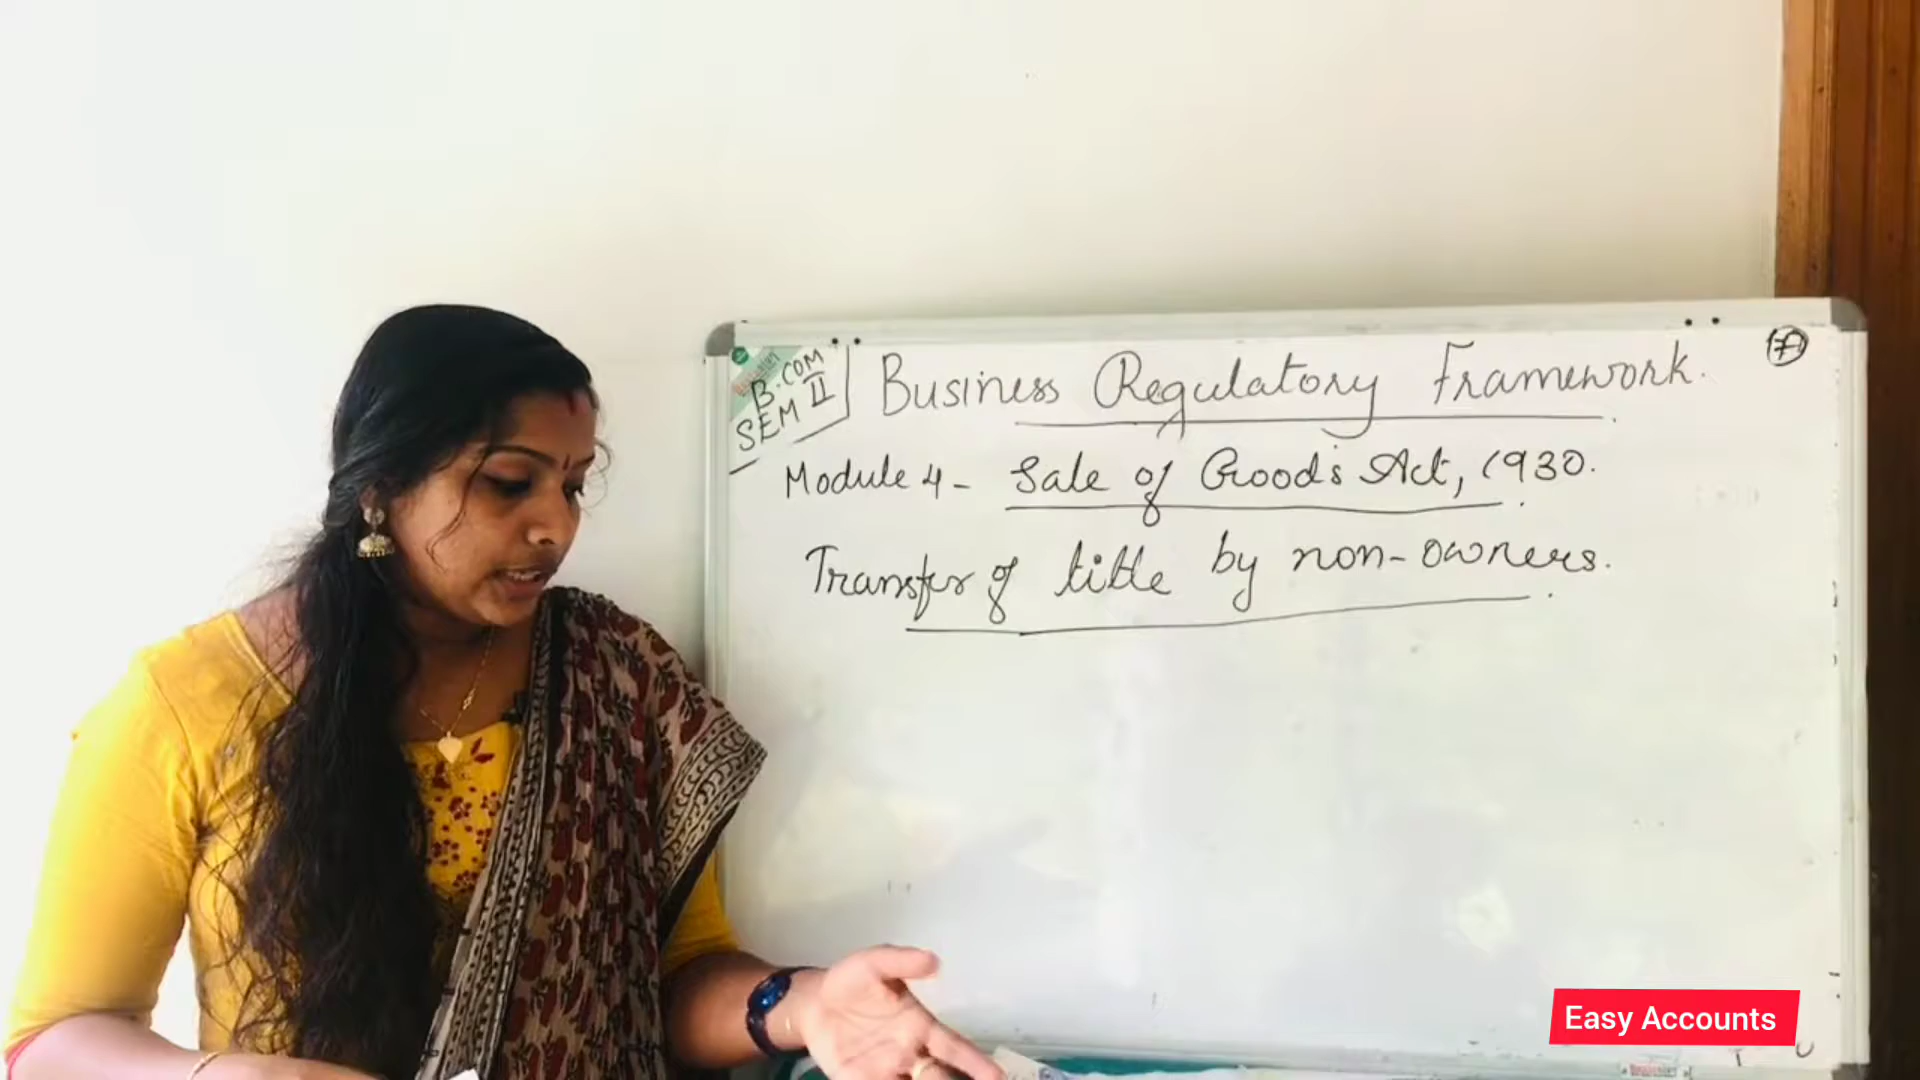 B.COM
SEM II
Business Regulatory Framework.
Module 4 - Sale of Goods Act, 1930.
Transfer of title by non-owners.
Easy Accounts